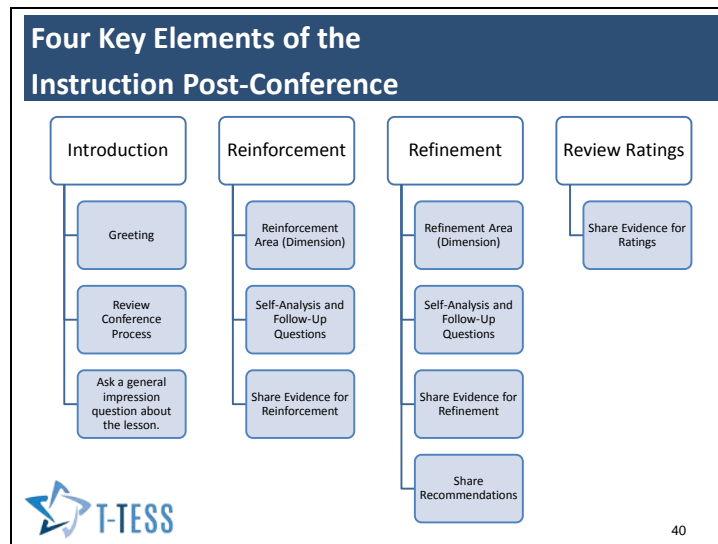 Four Key Elements of the
Instruction Post-Conference
Introduction
Greeting
Review
Conference
Process
Ask a general
impression
question about
the lesson.
Reinforcement
Reinforcement
Area (Dimension)
Self-Analysis and
Follow-Up
Questions
Share Evidence for
Reinforcement
Refinement
Refinement Area
(Dimension)
Self-Analysis and
Follow-Up
Questions
Share Evidence for
Refinement
Share
Recommendations
Review Ratings
Share Evidence for
Ratings
T-TESS
40